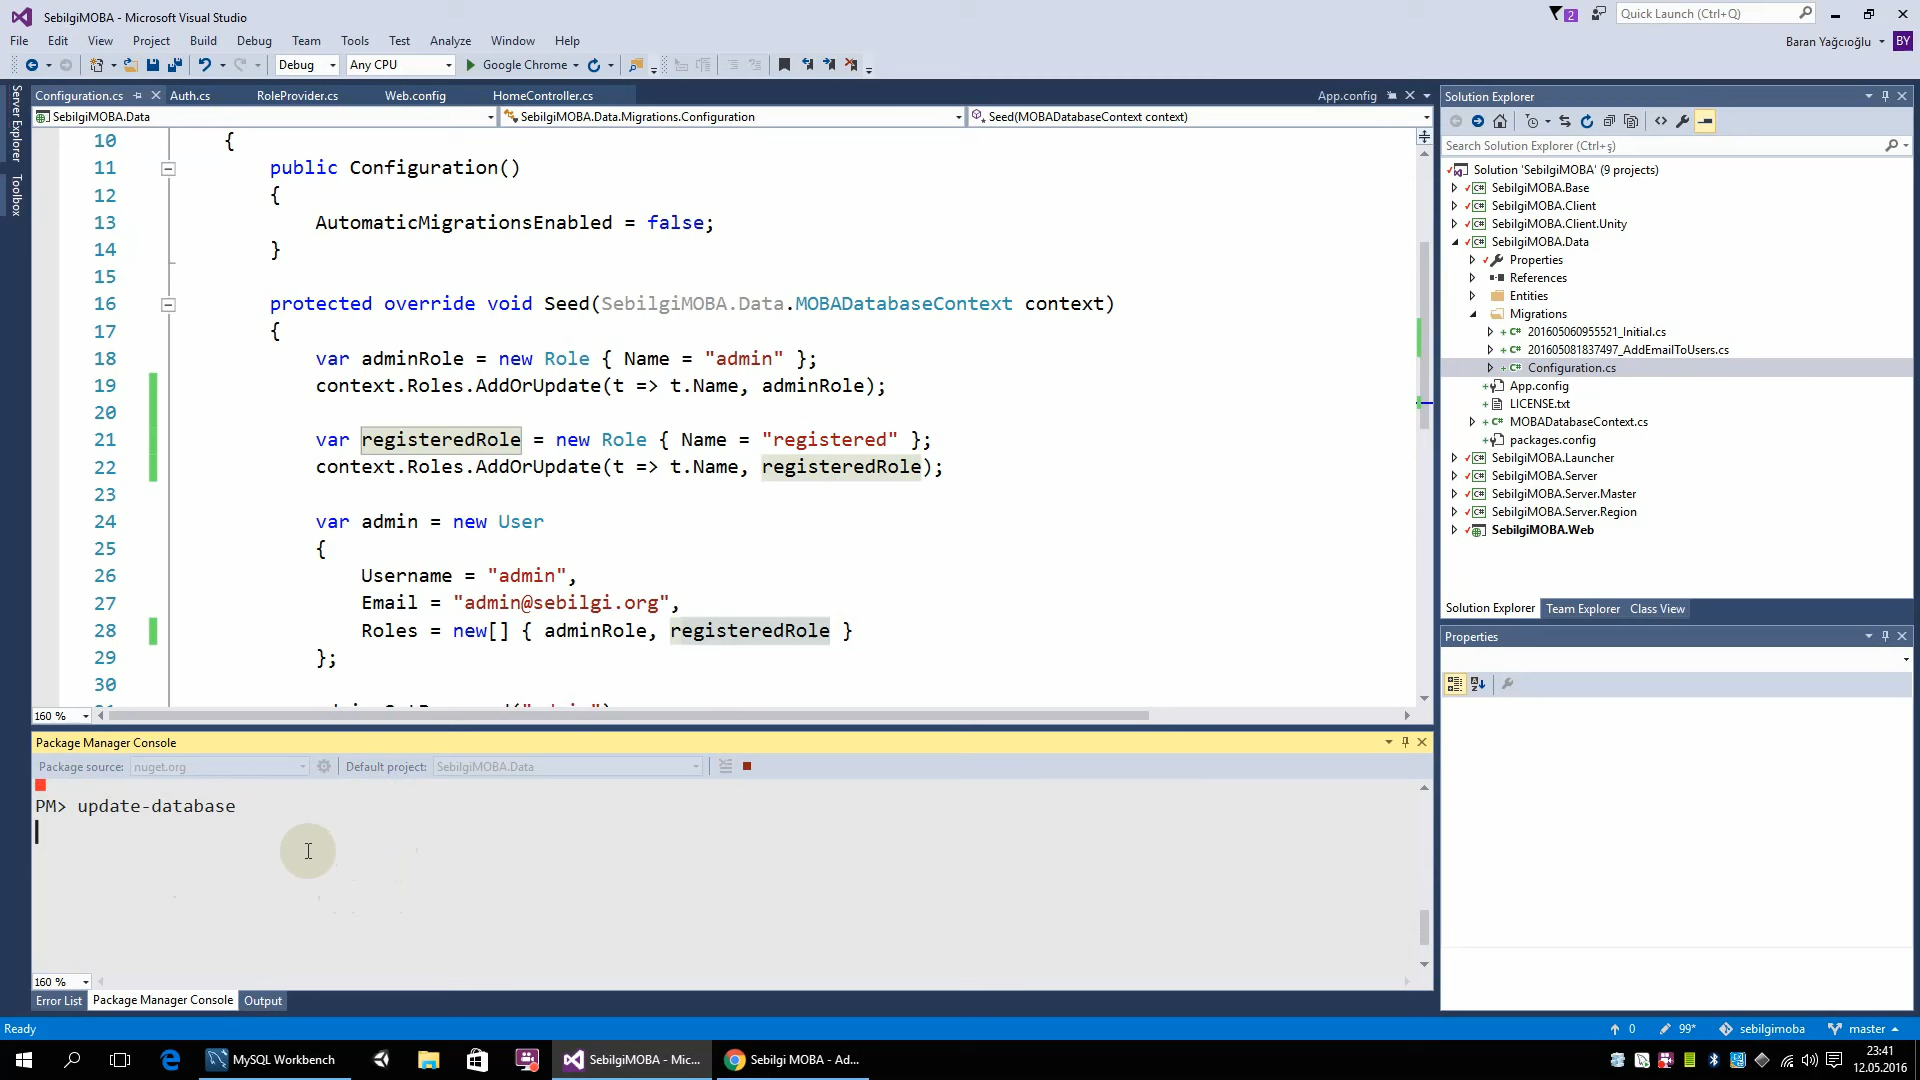 SebilgiMOBA - Microsoft Visual Studio
2
Quick Launch (Ctrl+Q)
File Edit View Project Build Debug Team Tools Test Analyze Window Help
Baran Yağcıoğlu BY
Debug Any CPU Google Chrome
Server Explorer
Toolbox
Configuration.cs Auth.cs RoleProvider.cs Web.config HomeController.cs App.config
SebilgiMOBA.Data SebilgiMOBA.Data.Migrations.Configuration Seed(MOBADatabaseContext context)
10 {
11 public Configuration()
12 {
13 AutomaticMigrationsEnabled = false;
14 }
15
16 protected override void Seed(SebilgiMOBA.Data.MOBADatabaseContext context)
17 {
18 var adminRole = new Role { Name = "admin" };
19 context.Roles.AddOrUpdate(t => t.Name, adminRole);
20
21 var registeredRole = new Role { Name = "registered" };
22 context.Roles.AddOrUpdate(t => t.Name, registeredRole);
23
24 var admin = new User
25 {
26 Username = "admin",
27 Email = "admin@sebilgi.org",
28 Roles = new[] { adminRole, registeredRole }
29 };
30
160 %
Package Manager Console
Package source: nuget.org Default project: SebilgiMOBA.Data
PM> update-database
160 %
Error List Package Manager Console Output
Solution Explorer
Search Solution Explorer (Ctrl+ş)
Solution 'SebilgiMOBA' (9 projects)
SebilgiMOBA.Base
SebilgiMOBA.Client
SebilgiMOBA.Client.Unity
SebilgiMOBA.Data
Properties
References
Entities
Migrations
201605060955521_Initial.cs
201605081837497_AddEmailToUsers.cs
Configuration.cs
App.config
LICENSE.txt
MOBADatabaseContext.cs
packages.config
SebilgiMOBA.Launcher
SebilgiMOBA.Server
SebilgiMOBA.Server.Master
SebilgiMOBA.Server.Region
SebilgiMOBA.Web
Solution Explorer Team Explorer Class View
Properties
Ready 0 99* sebilgimoba master
MySQL Workbench SebilgiMOBA - Mic... Sebilgi MOBA - Ad...
23:41
12.05.2016